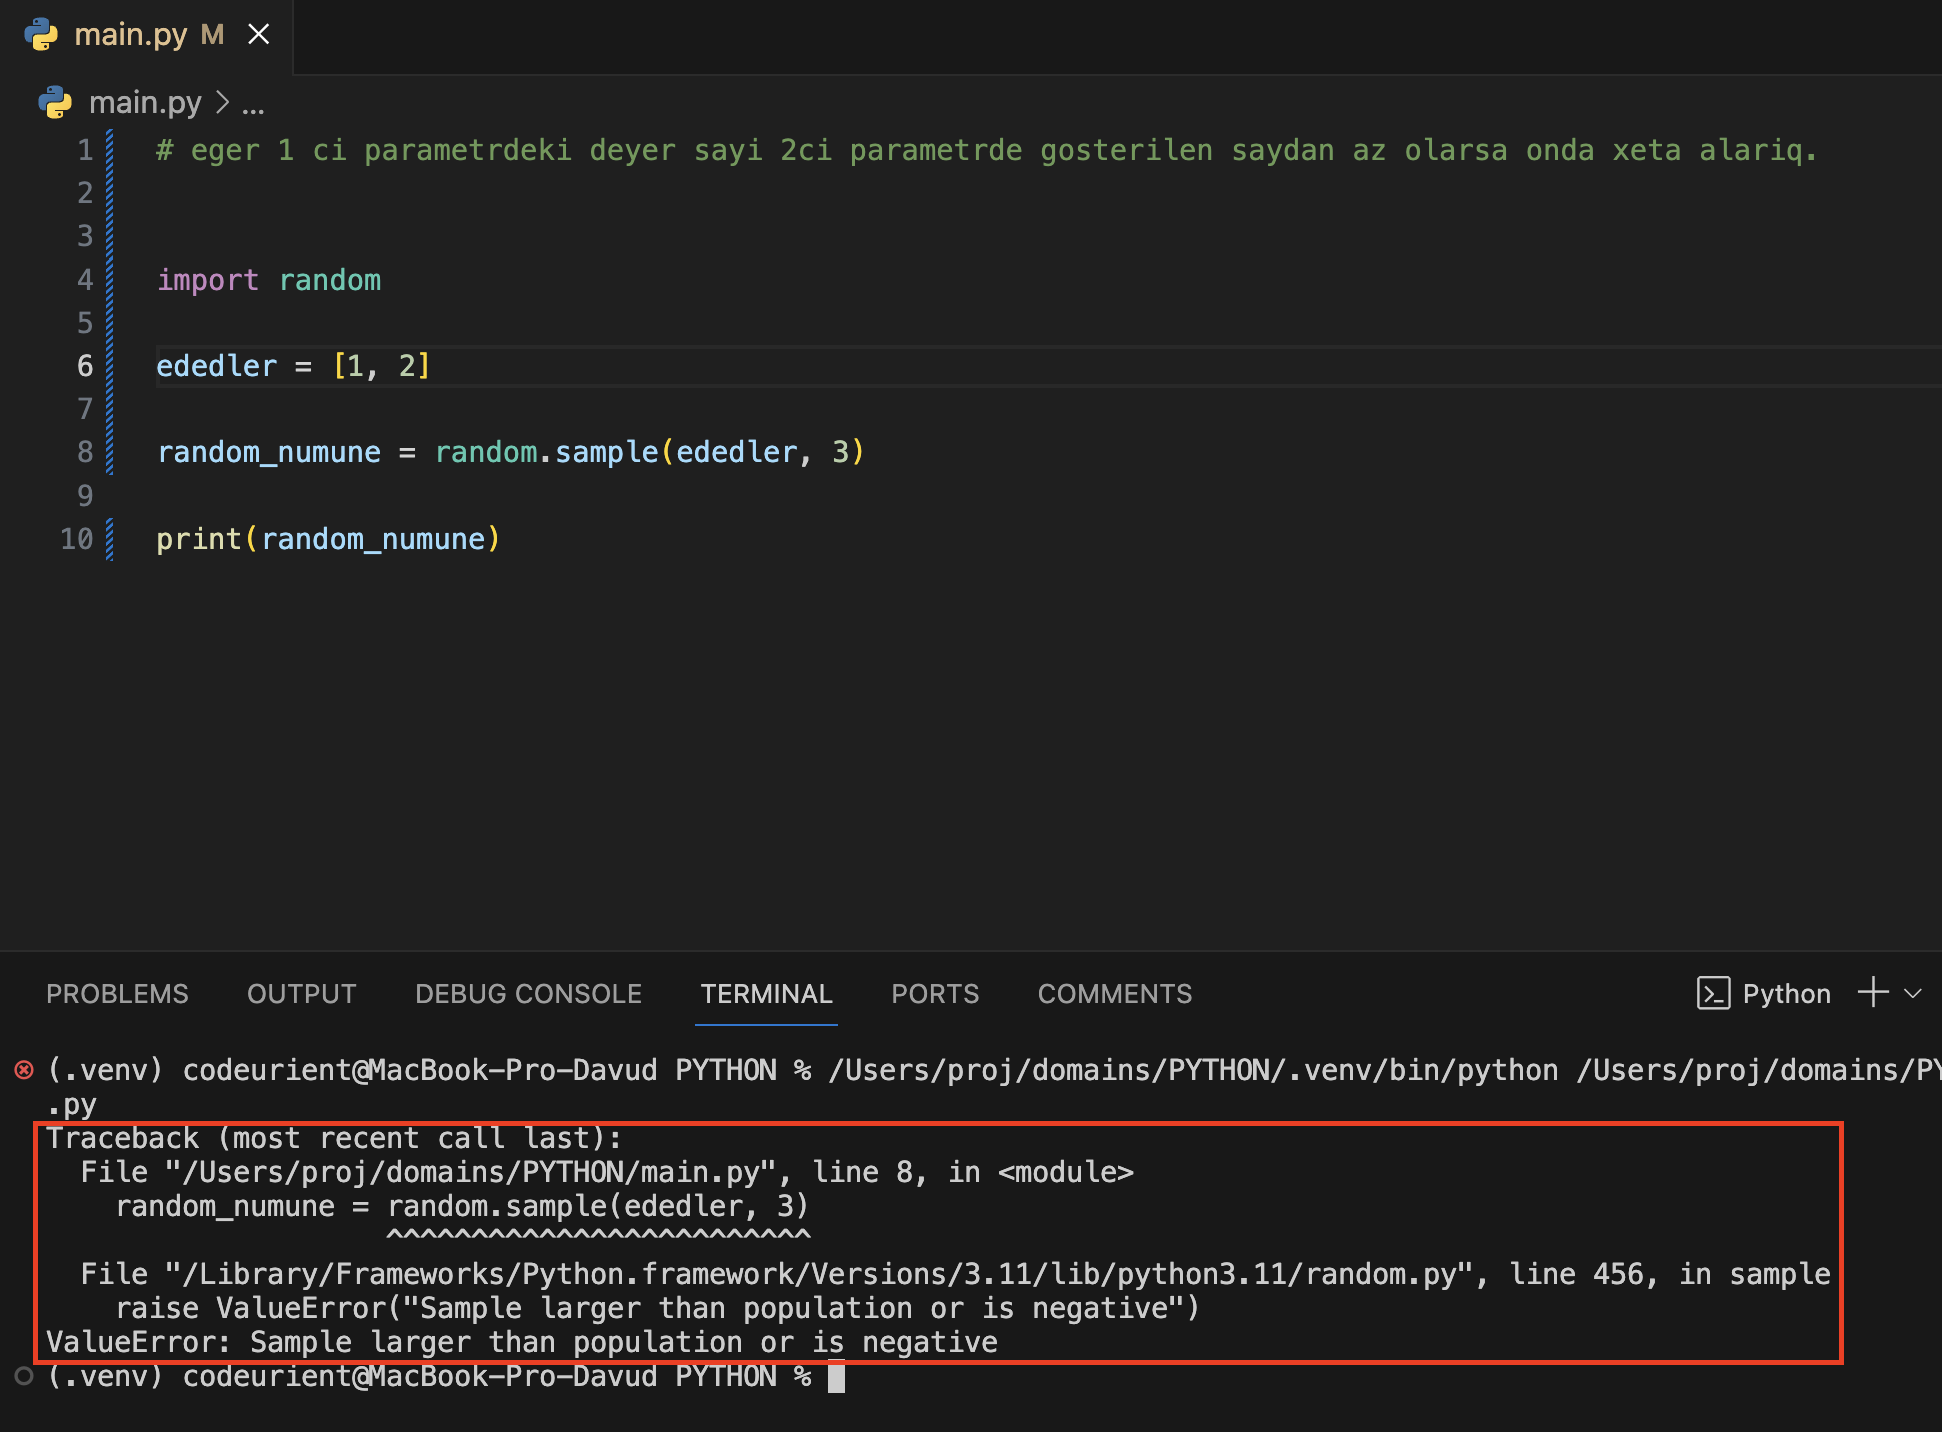 main.py M
main.py > ...
1 # eger 1 ci parametrdeki deyer sayi 2ci parametrde gosterilen saydan az olarsa onda xeta alariq.
2
3
4 import random
5
6 ededler = [1, 2]
7
8 random_numune = random.sample(ededler, 3)
9
10 print(random_numune)
PROBLEMS OUTPUT DEBUG CONSOLE TERMINAL PORTS COMMENTS Python
(.venv) codeurient@MacBook-Pro-Davud PYTHON % /Users/proj/domains/PYTHON/.venv/bin/python /Users/proj/domains/PY
.py
Traceback (most recent call last):
  File "/Users/proj/domains/PYTHON/main.py", line 8, in <module>
    random_numune = random.sample(ededler, 3)
                    ^^^^^^^^^^^^^^^^^^^^^^^^^
  File "/Library/Frameworks/Python.framework/Versions/3.11/lib/python3.11/random.py", line 456, in sample
    raise ValueError("Sample larger than population or is negative")
ValueError: Sample larger than population or is negative
(.venv) codeurient@MacBook-Pro-Davud PYTHON %